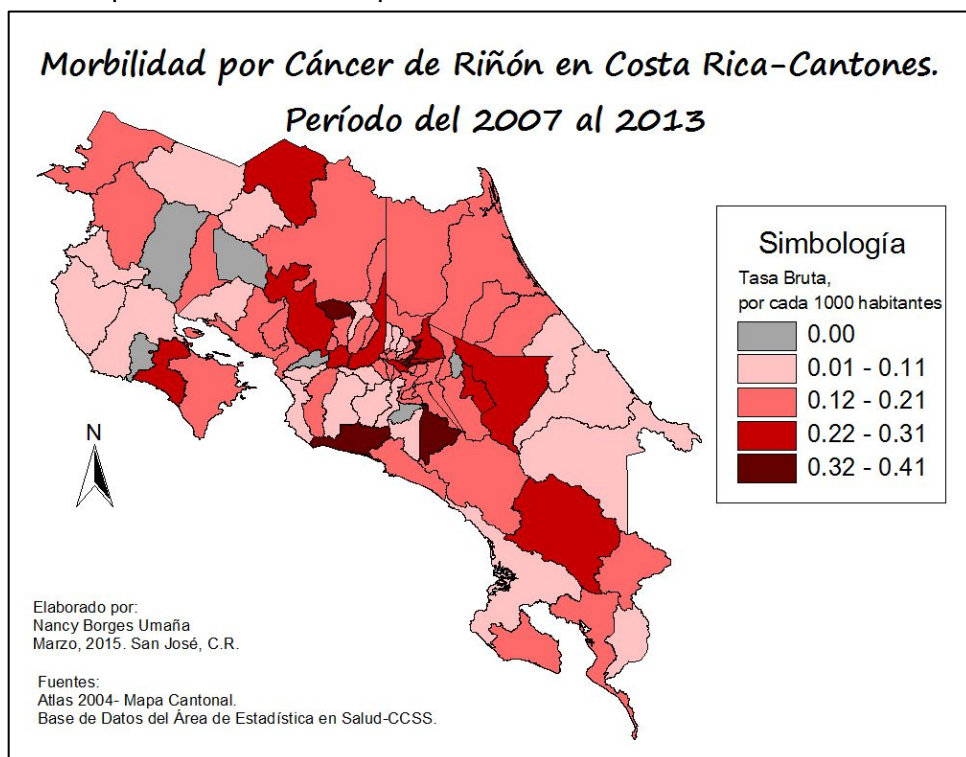 Morbilidad por Cáncer de Riñón en Costa Rica-Cantones.
Período del 2007 al 2013
Simbología
Tasa Bruta,
por cada 1000 habitantes
0.00
0.01 - 0.11
0.12 - 0.21
0.22 - 0.31
0.32 - 0.41
N
Elaborado por:
Nancy Borges Umaña
Marzo, 2015. San José, C.R.
Fuentes:
Atlas 2004- Mapa Cantonal.
Base de Datos del Área de Estadística en Salud-CCSS.